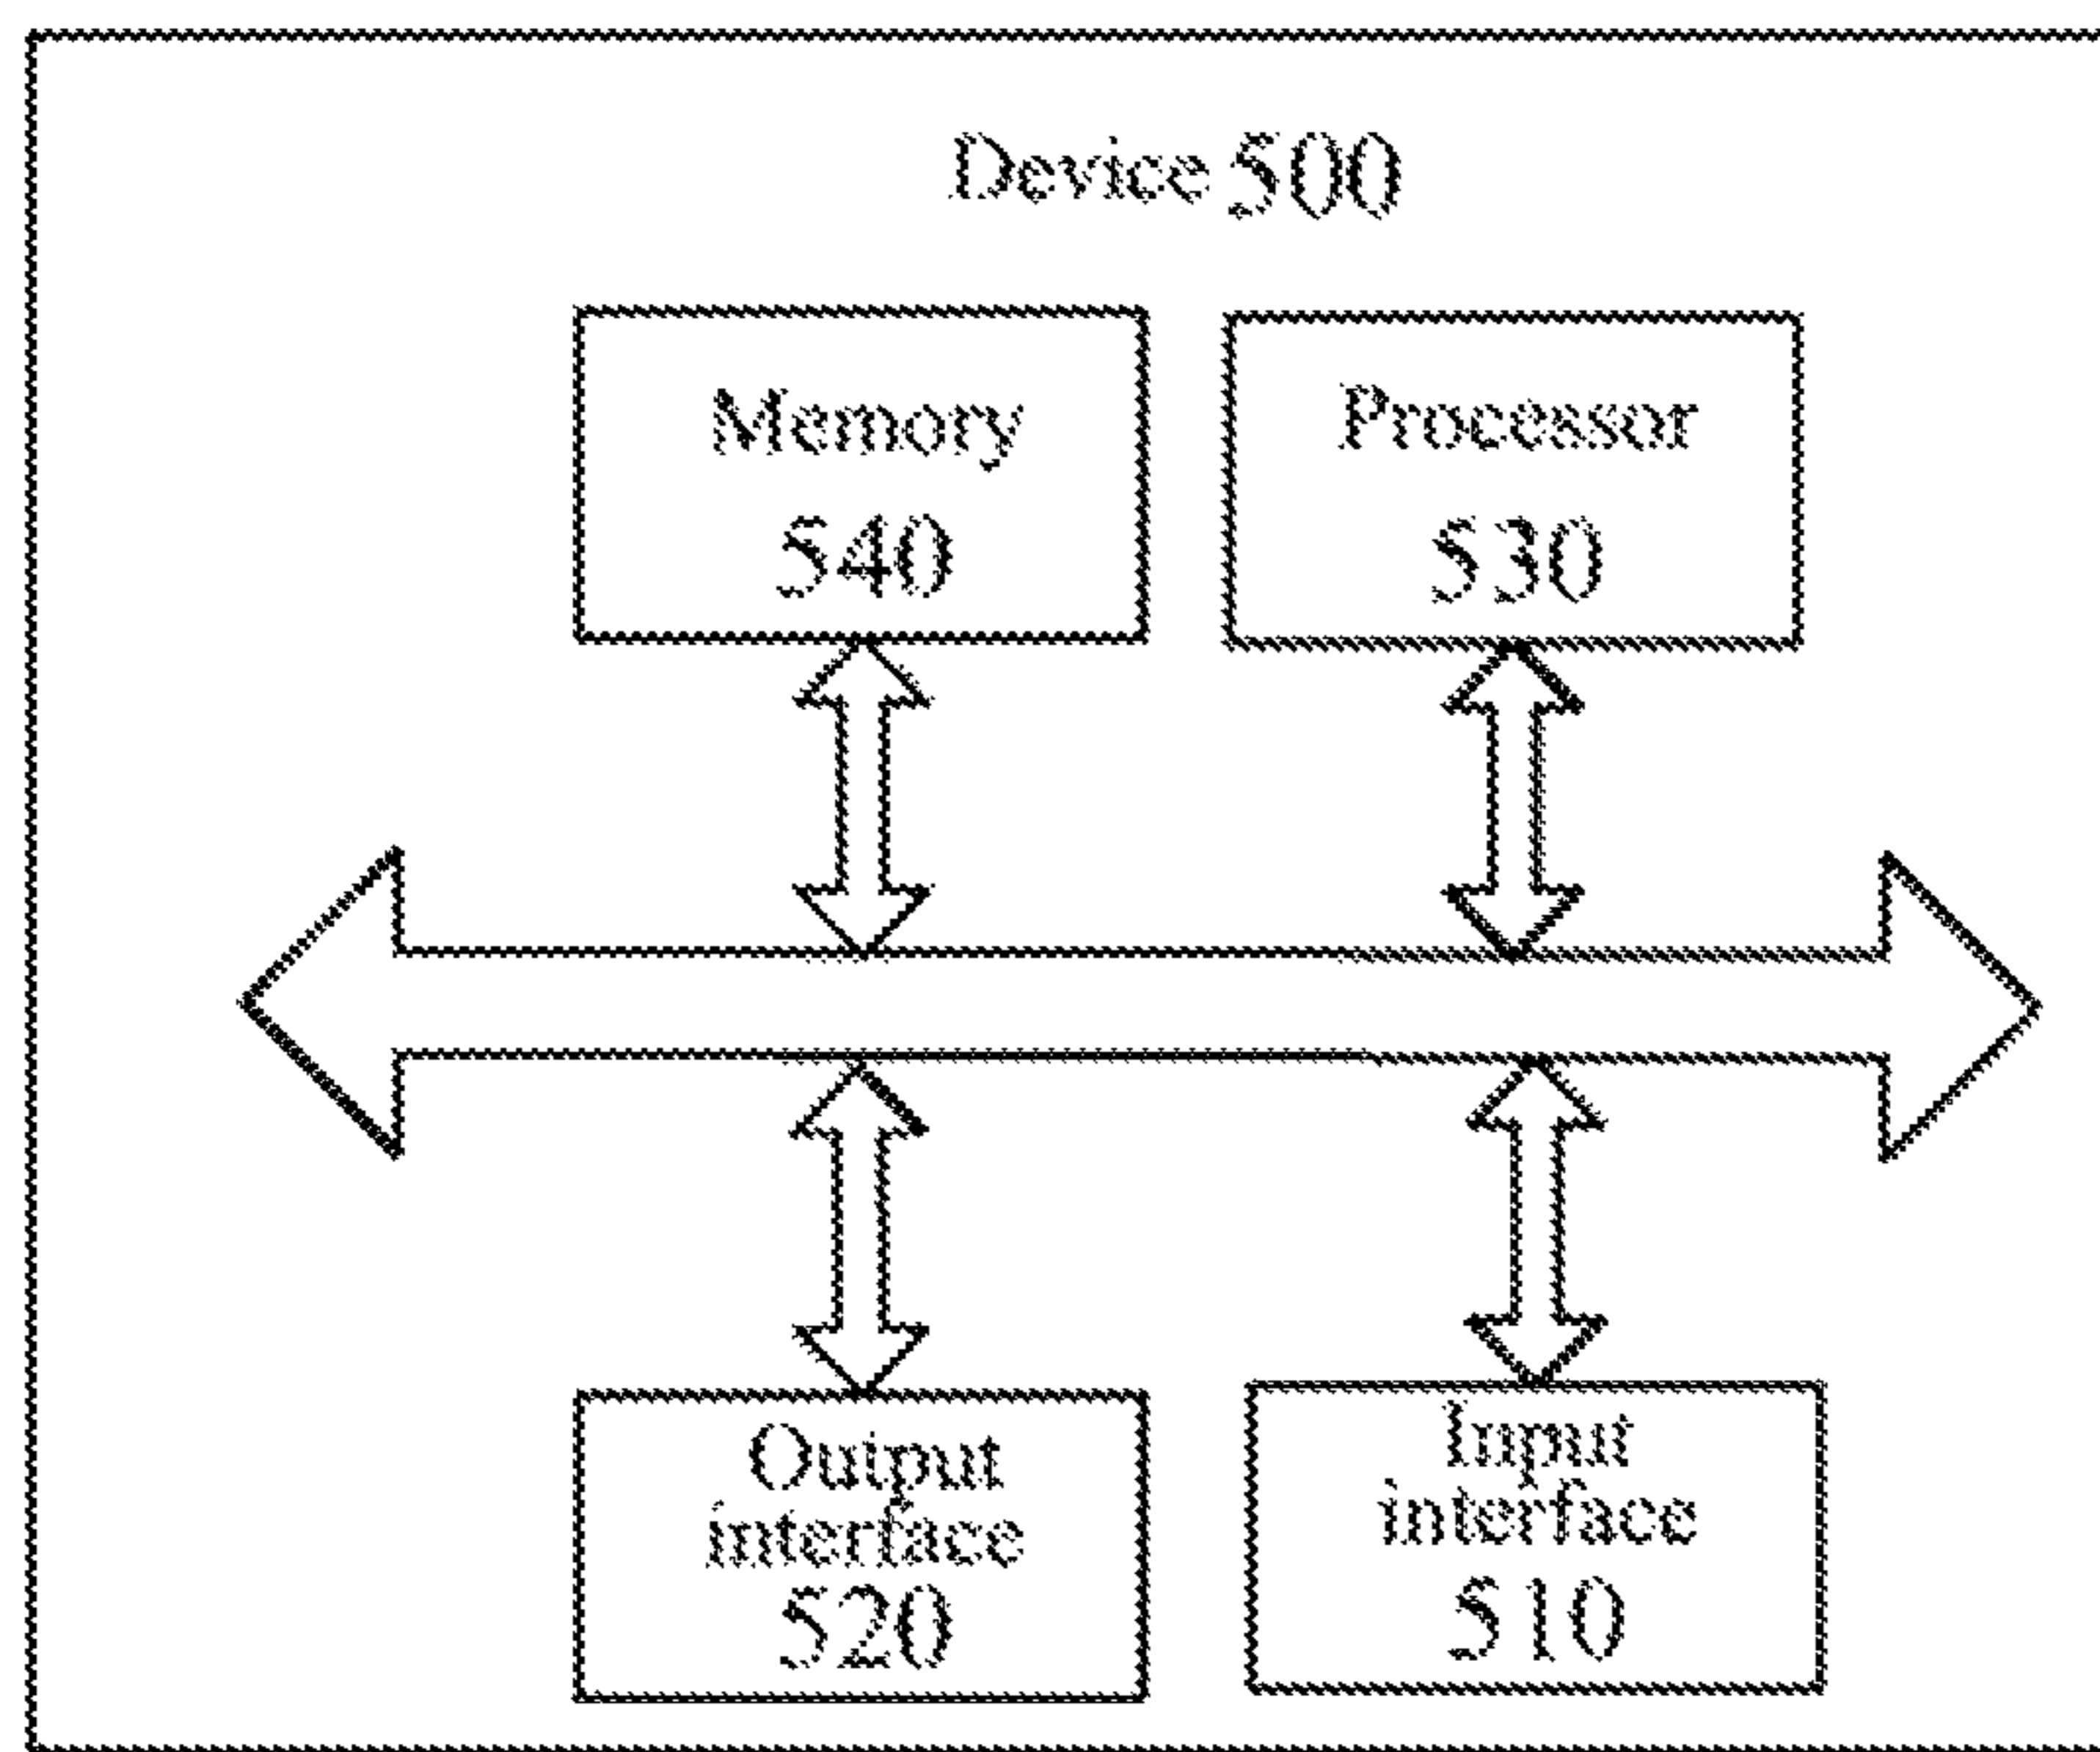 Device 500
Memory
540
Processor
530
Output
interface
520
Input
interface
510